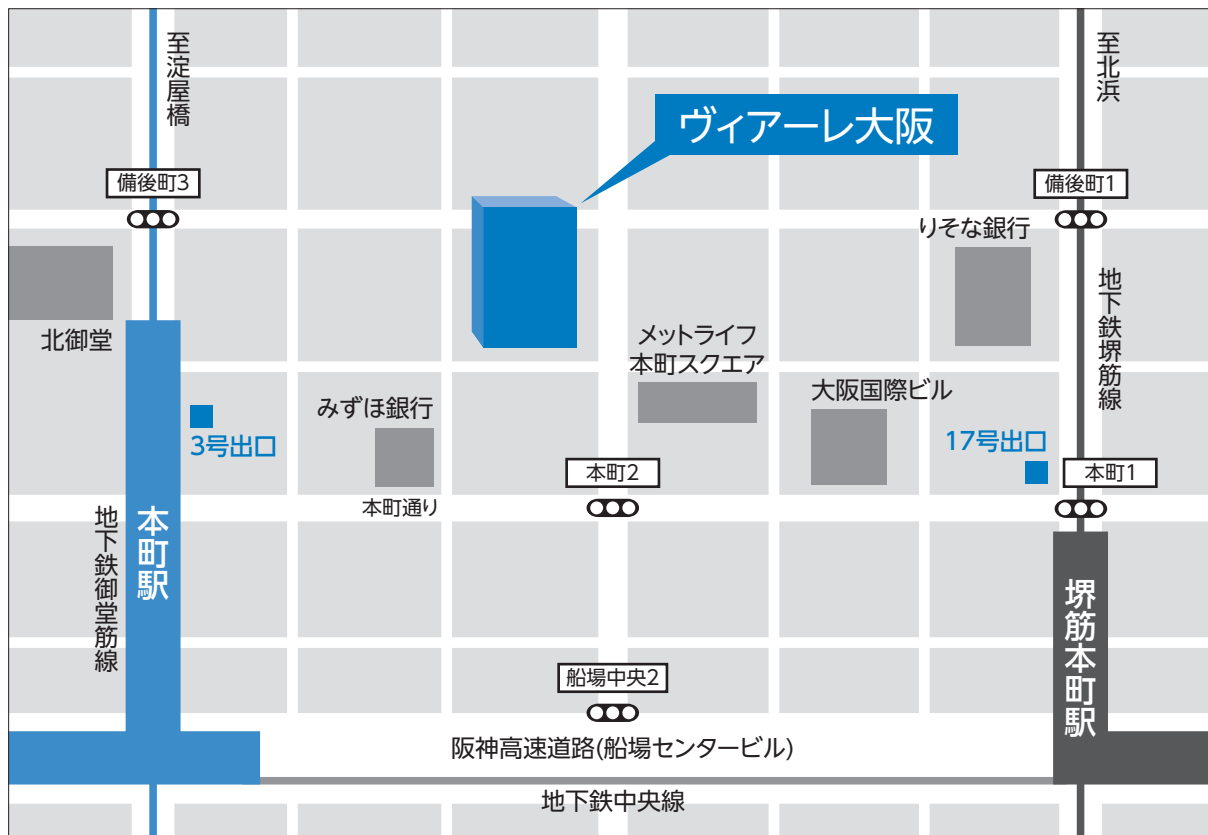 至淀屋橋
至北浜
ヴィアーレ大阪
備後町3
備後町1
りそな銀行
北御堂
地下鉄堺筋線
メットライフ
本町スクエア
大阪国際ビル
みずほ銀行
3号出口
17号出口
本町2
本町1
本町通り
地下鉄御堂筋線
本町駅
堺筋本町駅
船場中央2
阪神高速道路(船場センタービル)
地下鉄中央線